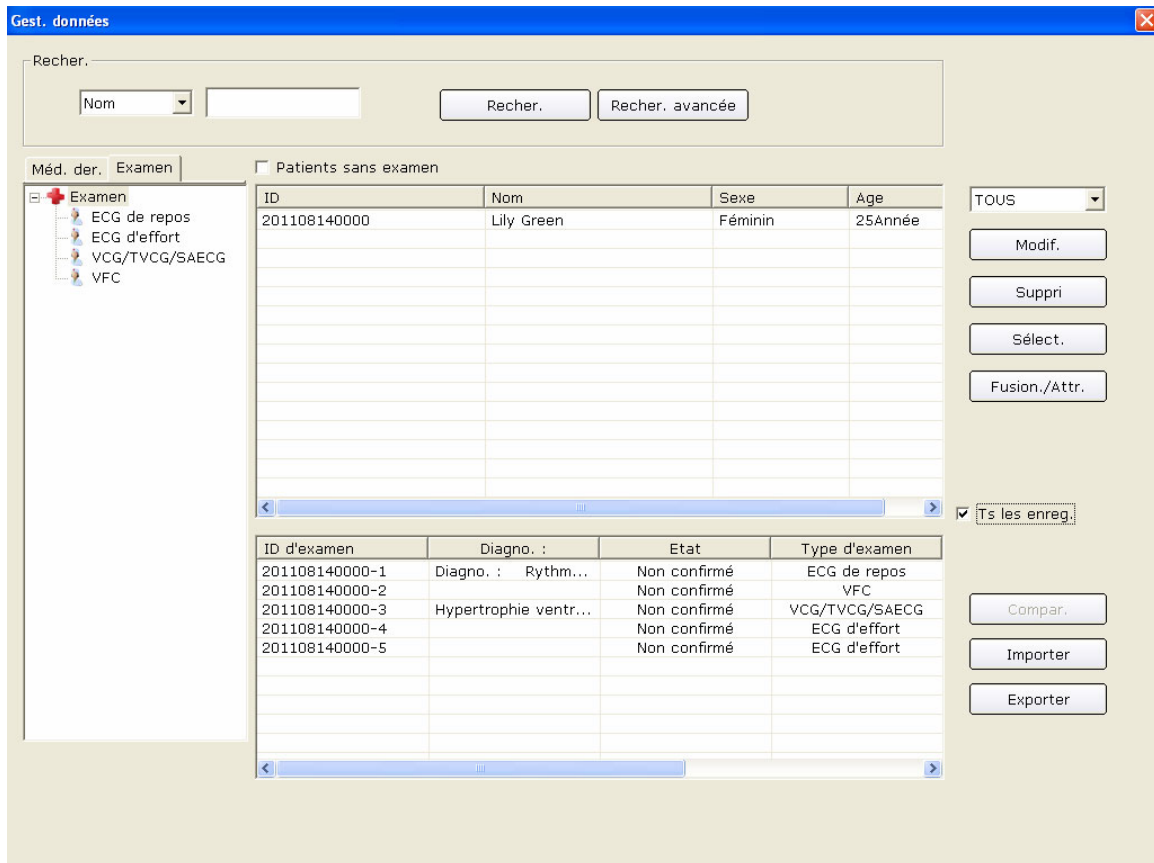 Gest. données
Recher.
Nom
Recher.
Recher. avancée
Méd. der.
Examen
Patients sans examen
Examen
ECG de repos
ECG d'effort
VCG/TVCG/SAECG
VFC
ID Nom Sexe Age
201108140000 Lily Green Féminin 25Année
TOUS
Modif.
Suppri
Sélect.
Fusion./Attr.
Ts les enreg.
ID d'examen Diagno. : Etat Type d'examen
201108140000-1 Diagno. : Rythm... Non confirmé ECG de repos
201108140000-2 Non confirmé VFC
201108140000-3 Hypertrophie ventr... Non confirmé VCG/TVCG/SAECG
201108140000-4 Non confirmé ECG d'effort
201108140000-5 Non confirmé ECG d'effort
Compar.
Importer
Exporter